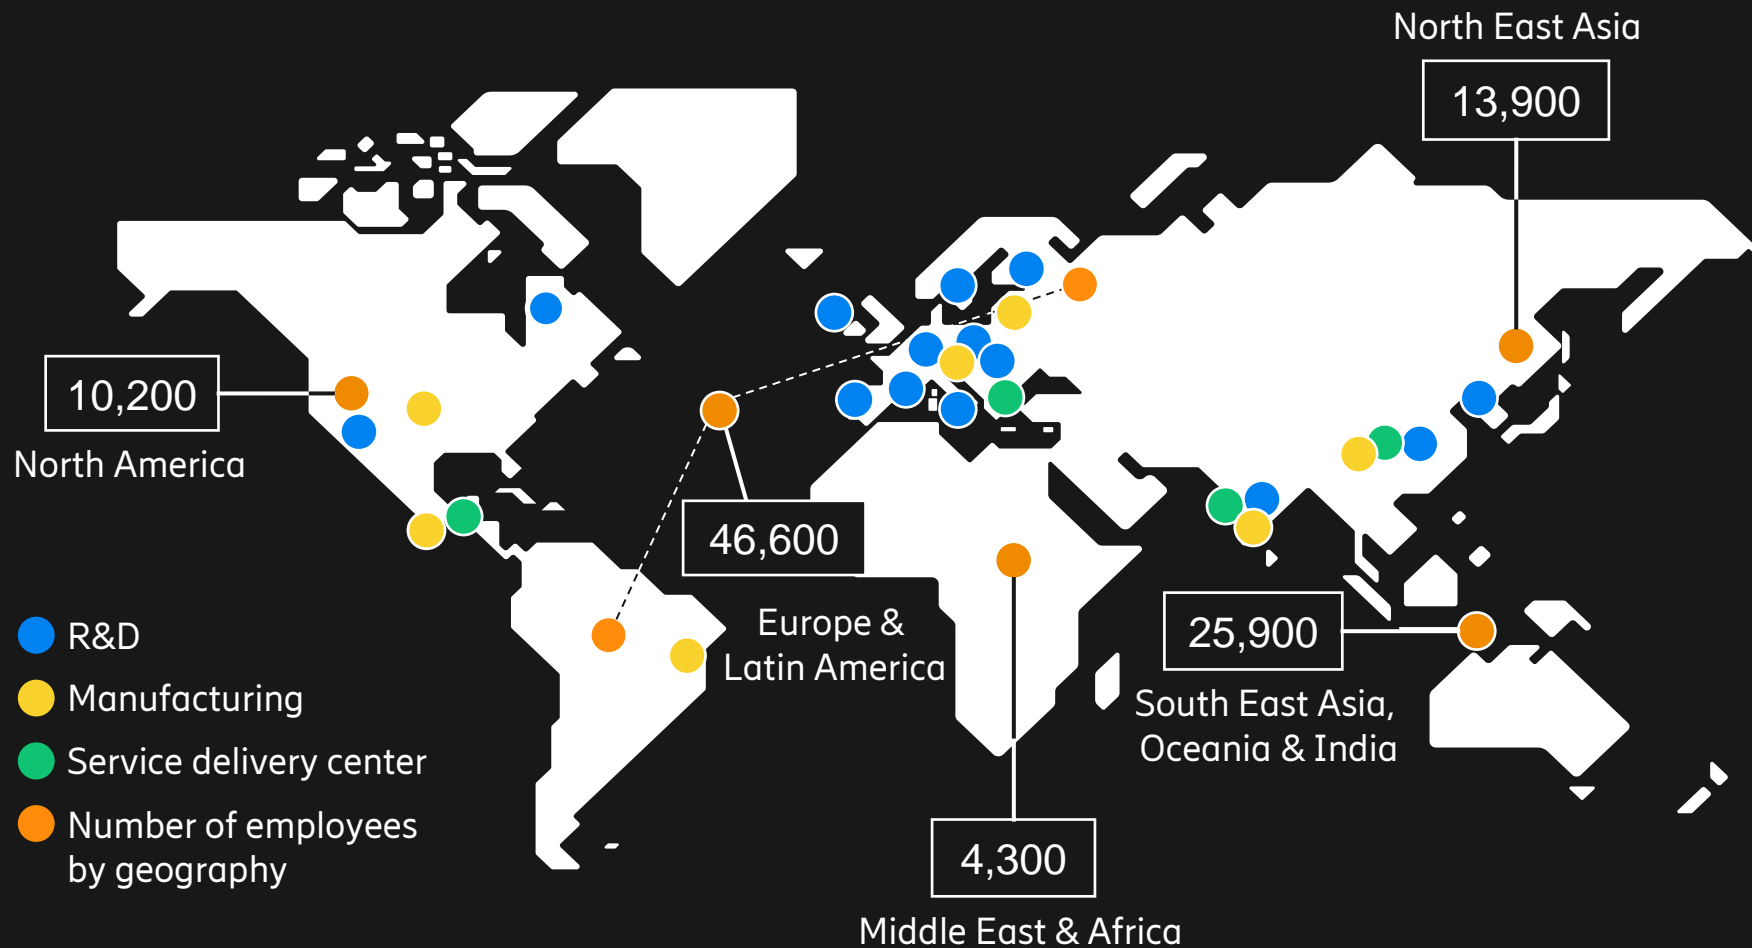 North East Asia
13,900
10,200
North America
46,600
Europe &
Latin America
25,900
South East Asia,
Oceania & India
4,300
Middle East & Africa
R&D
Manufacturing
Service delivery center
Number of employees
by geography